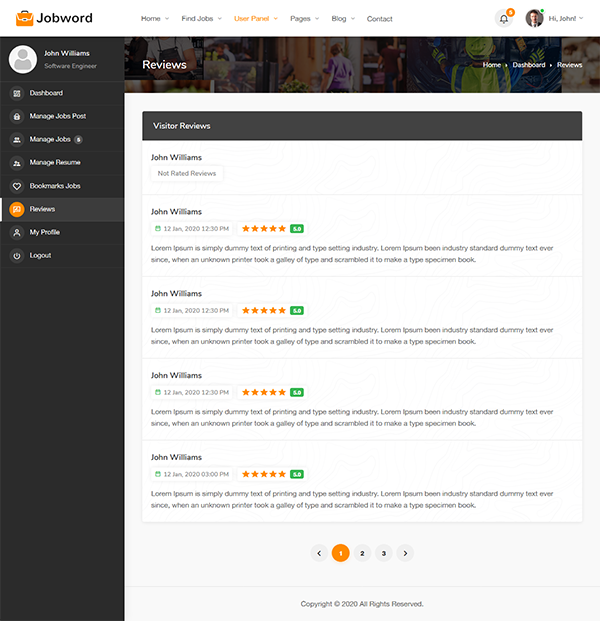 Jobword
Home
Find Jobs
User Panel
Pages
Blog
Contact
5
Hi, John!
John Williams
Software Engineer
Dashboard
Manage Jobs Post
Manage Jobs 5
Manage Resume
Bookmarks Jobs
Reviews
My Profile
Logout
Reviews
Home Dashboard Reviews
Visitor Reviews
John Williams
Not Rated Reviews
John Williams
12 Jan, 2020 12:30 PM 5.0
Lorem Ipsum is simply dummy text of printing and type setting industry. Lorem Ipsum been industry standard dummy text ever
since, when an unknown printer took a galley of type and scrambled it to make a type specimen book.
John Williams
12 Jan, 2020 12:30 PM 5.0
Lorem Ipsum is simply dummy text of printing and type setting industry. Lorem Ipsum been industry standard dummy text ever
since, when an unknown printer took a galley of type and scrambled it to make a type specimen book.
John Williams
12 Jan, 2020 12:30 PM 5.0
Lorem Ipsum is simply dummy text of printing and type setting industry. Lorem Ipsum been industry standard dummy text ever
since, when an unknown printer took a galley of type and scrambled it to make a type specimen book.
John Williams
12 Jan, 2020 03:00 PM 5.0
Lorem Ipsum is simply dummy text of printing and type setting industry. Lorem Ipsum been industry standard dummy text ever
since, when an unknown printer took a galley of type and scrambled it to make a type specimen book.
1 2 3
Copyright © 2020 All Rights Reserved.